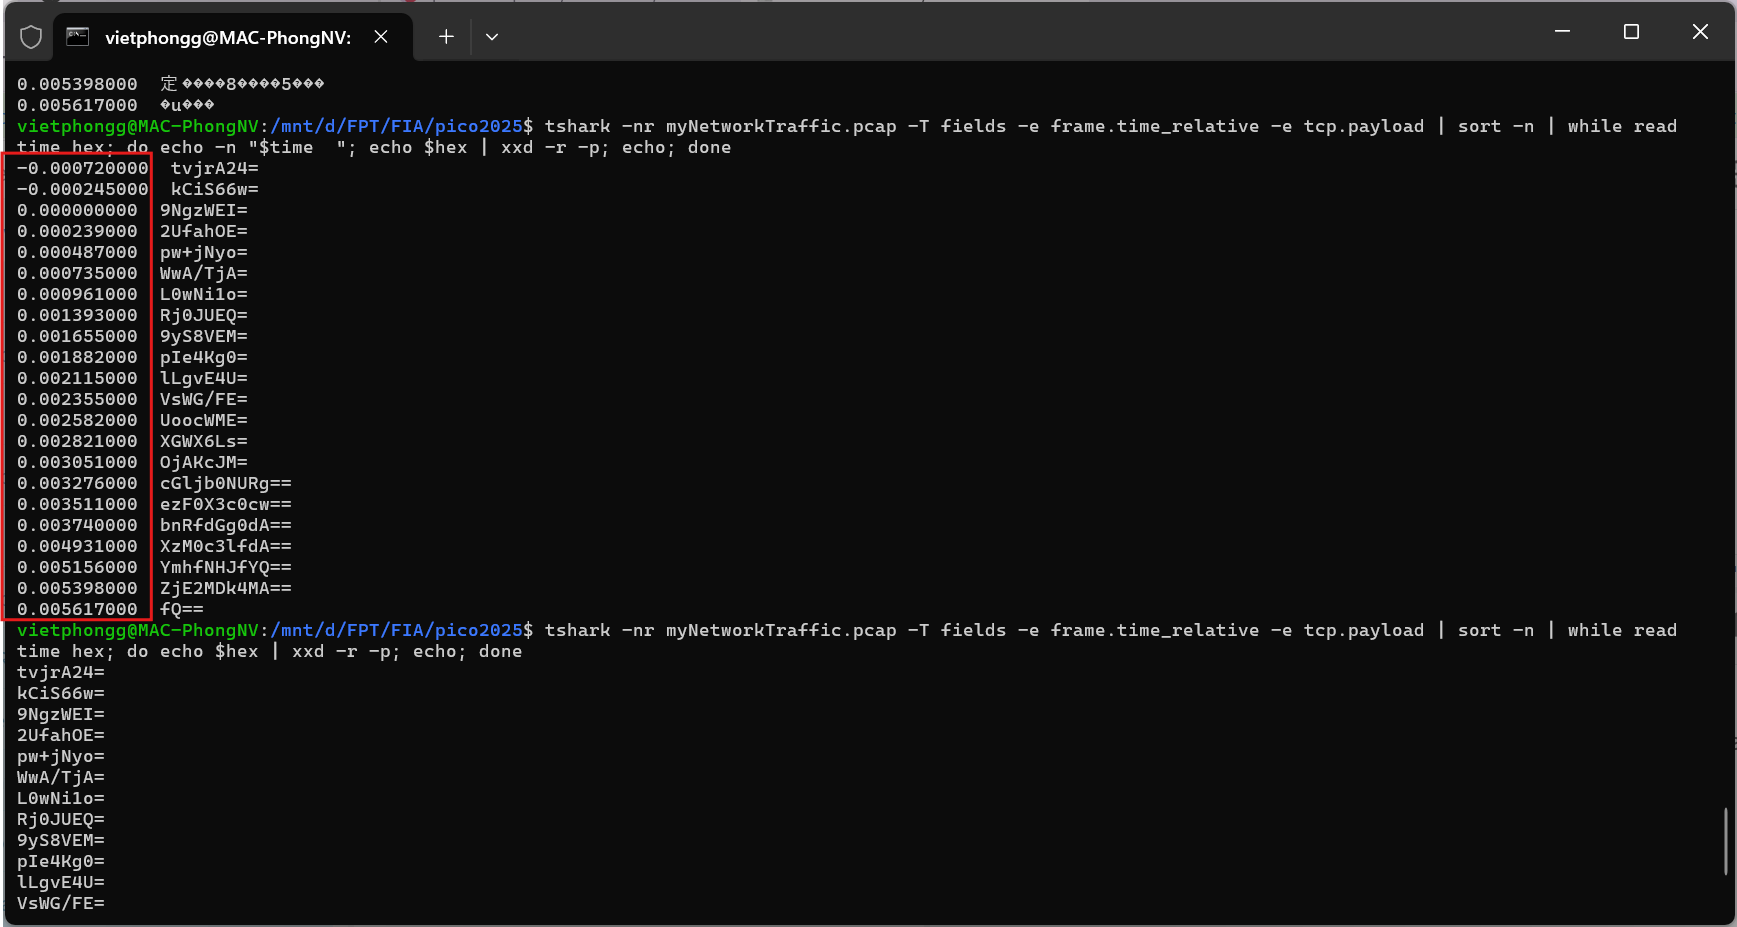 vietphongg@MAC-PhongNV:
0.005398000  定����8����5���
0.005617000  �u���
vietphongg@MAC-PhongNV:/mnt/d/FPT/FIA/pico2025$ tshark -nr myNetworkTraffic.pcap -T fields -e frame.time_relative -e tcp.payload | sort -n | while read
time hex; do echo -n "$time  "; echo $hex | xxd -r -p; echo; done
-0.000720000  tvjrA24=
-0.000245000  kCiS66w=
0.000000000  9NgzWEI=
0.000239000  2UfahOE=
0.000487000  pw+jNyo=
0.000735000  WwA/TjA=
0.000961000  L0wNi1o=
0.001393000  Rj0JUEQ=
0.001655000  9yS8VEM=
0.001882000  pIe4Kg0=
0.002115000  lLgvE4U=
0.002355000  VsWG/FE=
0.002582000  UoocWME=
0.002821000  XGWX6Ls=
0.003051000  OjAKcJM=
0.003276000  cGljb0NURg==
0.003511000  ezF0X3c0cw==
0.003740000  bnRfdGg0dA==
0.004931000  XzM0c3lfdA==
0.005156000  YmhfNHJfYQ==
0.005398000  ZjE2MDk4MA==
0.005617000  fQ==
vietphongg@MAC-PhongNV:/mnt/d/FPT/FIA/pico2025$ tshark -nr myNetworkTraffic.pcap -T fields -e frame.time_relative -e tcp.payload | sort -n | while read
time hex; do echo $hex | xxd -r -p; echo; done
tvjrA24=
kCiS66w=
9NgzWEI=
2UfahOE=
pw+jNyo=
WwA/TjA=
L0wNi1o=
Rj0JUEQ=
9yS8VEM=
pIe4Kg0=
lLgvE4U=
VsWG/FE=